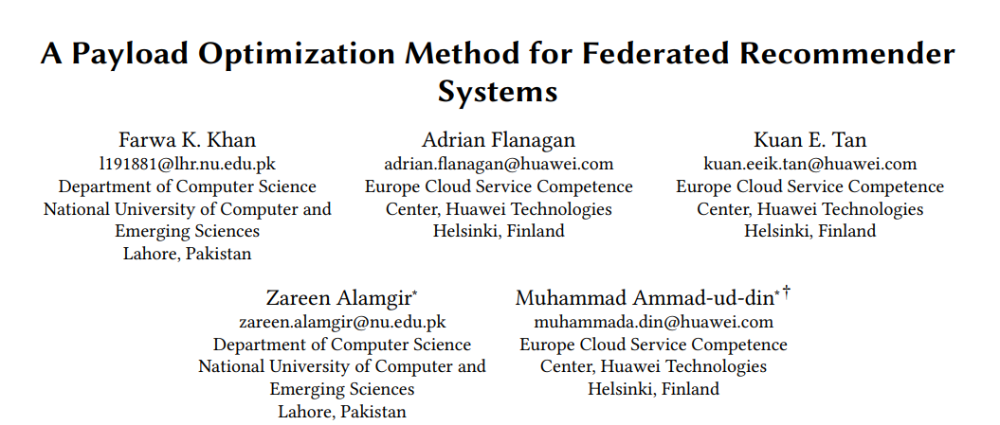 A Payload Optimization Method for Federated Recommender
Systems
Farwa K. Khan
l191881@lhr.nu.edu.pk
Department of Computer Science
National University of Computer and
Emerging Sciences
Lahore, Pakistan
Adrian Flanagan
adrian.flanagan@huawei.com
Europe Cloud Service Competence
Center, Huawei Technologies
Helsinki, Finland
Kuan E. Tan
kuan.eeik.tan@huawei.com
Europe Cloud Service Competence
Center, Huawei Technologies
Helsinki, Finland
Zareen Alamgir*
zareen.alamgir@nu.edu.pk
Department of Computer Science
National University of Computer and
Emerging Sciences
Lahore, Pakistan
Muhammad Ammad-ud-din*†
muhammada.din@huawei.com
Europe Cloud Service Competence
Center, Huawei Technologies
Helsinki, Finland